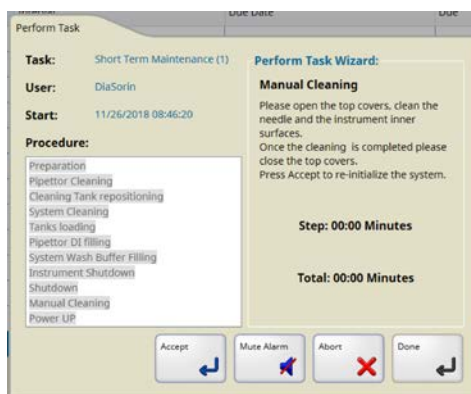 Due Date
Due
Perform Task
Task: Short Term Maintenance (1)
User: DiaSorin
Start: 11/26/2018 08:46:20
Procedure:
Preparation
Pipettor Cleaning
Cleaning Tank repositioning
System Cleaning
Tanks loading
Pipettor DI filling
System Wash Buffer Filling
Instrument Shutdown
Shutdown
Manual Cleaning
Power UP
Perform Task Wizard:
Manual Cleaning
Please open the top covers, clean the
needle and the instrument inner
surfaces.
Once the cleaning is completed please
close the top covers.
Press Accept to re-initialize the system.
Step: 00:00 Minutes
Total: 00:00 Minutes
Accept
Mute Alarm
Abort
Done